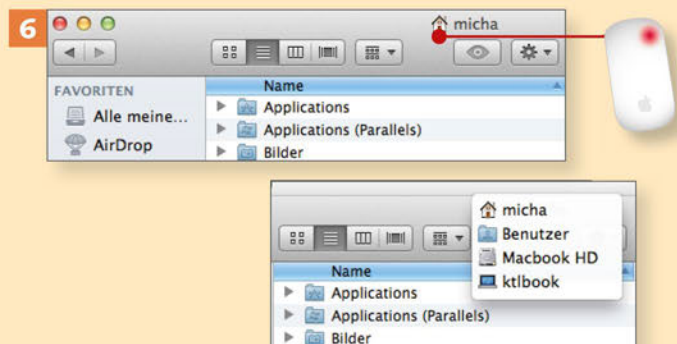 6
micha
FAVORITEN
Name
Alle meine...
Applications
AirDrop
Applications (Parallels)
Bilder
micha
Benutzer
Macbook HD
ktlbook
Name
Applications
Applications (Parallels)
Bilder